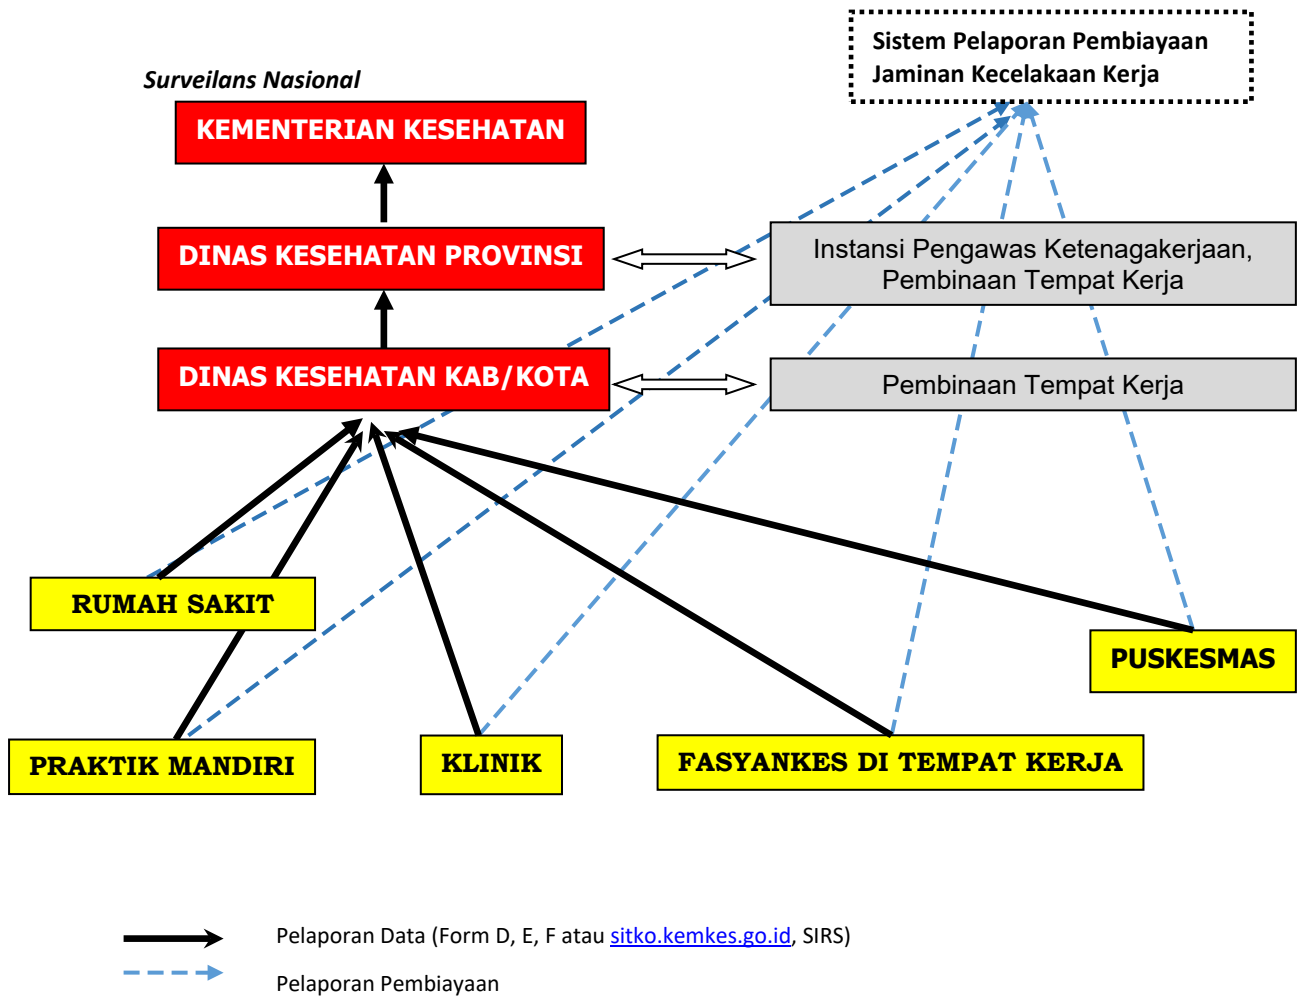 Sistem Pelaporan Pembiayaan
Jaminan Kecelakaan Kerja
Surveilans Nasional
KEMENTERIAN KESEHATAN
DINAS KESEHATAN PROVINSI
Instansi Pengawas Ketenagakerjaan,
Pembinaan Tempat Kerja
DINAS KESEHATAN KAB/KOTA
Pembinaan Tempat Kerja
RUMAH SAKIT
PUSKESMAS
PRAKTIK MANDIRI
KLINIK
FASYANKES DI TEMPAT KERJA
Pelaporan Data (Form D, E, F atau sitko.kemkes.go.id, SIRS)
Pelaporan Pembiayaan